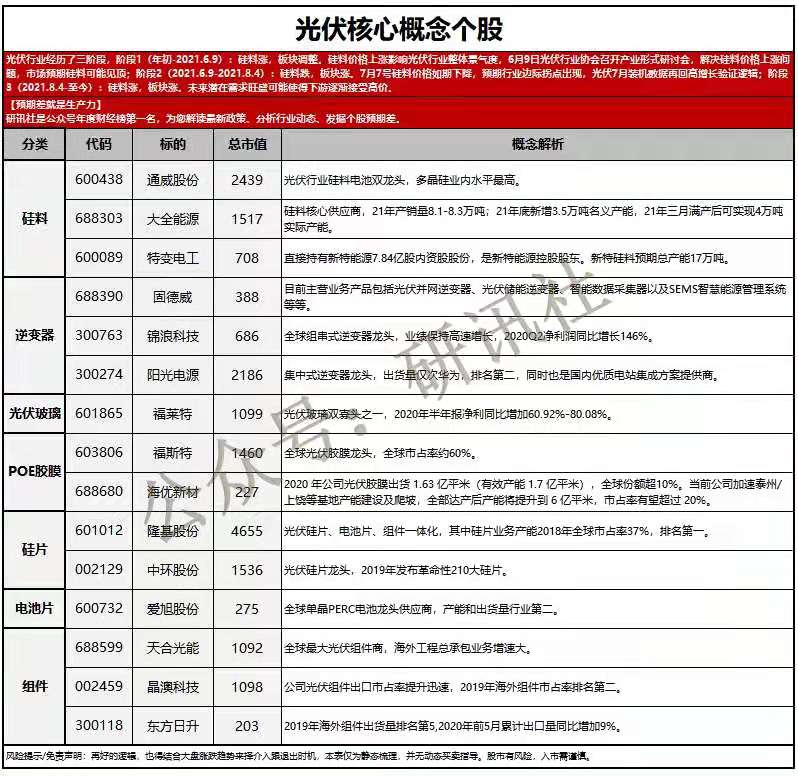 光伏核心概念个股
光伏行业经历了三阶段，阶段1（年初-2021.6.9）：硅料涨，板块调整。硅料价格上涨影响光伏行业整体景气度，6月9日光伏行业协会召开产业形式研讨会，解决硅料价格上涨问
题，市场预期硅料可能见顶；阶段2（2021.6.9-2021.8.4）：硅料跌，板块涨。7月7号硅料价格如期下降，预期行业边际拐点出现，光伏7月装机数据再回高增长验证逻辑；阶段
3（2021.8.4-至今）：硅料涨，板块涨。未来潜在需求旺盛可能使得下游逐渐接受高价。
【预期差就是生产力】
研讯社是公众号年度财经榜第一名，为您解读最新政策、分析行业动态、发掘个股预期差。
分类 代码 标的 总市值 概念解析
硅料
600438 通威股份 2439 光伏行业硅料电池双龙头，多晶硅业内水平最高。
688303 大全能源 1517 硅料核心供应商，21年产销量8.1-8.3万吨；21年底新增3.5万吨名义产能，21年三月满产后可实现4万吨
实际产能。
600089 特变电工 708 直接持有新特能源7.84亿股内资股股份，是新特能源控股股东。新特硅料预期总产能17万吨。
逆变器
688390 固德威 388 目前主营业务产品包括光伏并网逆变器、光伏储能逆变器、智能数据采集器以及SEMS智慧能源管理系统
等等。
300763 锦浪科技 686 全球组串式逆变器龙头，业绩保持高速增长，2020Q2净利润同比增长146%。
300274 阳光电源 2186 集中式逆变器龙头，出货量仅次华为，排名第二，同时也是国内优质电站集成方案提供商。
光伏玻璃 601865 福莱特 1099 光伏玻璃双寡头之一，2020年半年报净利同比增加60.92%-80.08%。
POE胶膜
603806 福斯特 1460 全球光伏胶膜龙头，全球市占率约60%。
688680 海优新材 227 2020 年公司光伏胶膜出货 1.63 亿平米（有效产能 1.7 亿平米），全球份额超10%。当前公司加速泰州/
上饶等基地产能建设及爬坡，全部达产后产能将提升到 6 亿平米，市占率有望超过 20%。
硅片
601012 隆基股份 4655 光伏硅片、电池片、组件一体化，其中硅片业务产能2018年全球市占率37%，排名第一。
002129 中环股份 1536 光伏硅片龙头，2019年发布革命性210大硅片。
电池片 600732 爱旭股份 275 全球单晶PERC电池龙头供应商，产能和出货量行业第二。
组件
688599 天合光能 1092 全球最大光伏组件商，海外工程总承包业务增速大。
002459 晶澳科技 1098 公司光伏组件出口市占率提升迅速，2019年海外组件市占率排名第二。
300118 东方日升 203 2019年海外组件出货量排名第5,2020年前5月累计出口量同比增加9%。
风险提示/免责声明：再好的逻辑，也得结合大盘涨跌趋势来择介入跟退出时机，本表仅为静态梳理，并无动态买卖指导。股市有风险，入市需谨慎。
公众号：研讯社